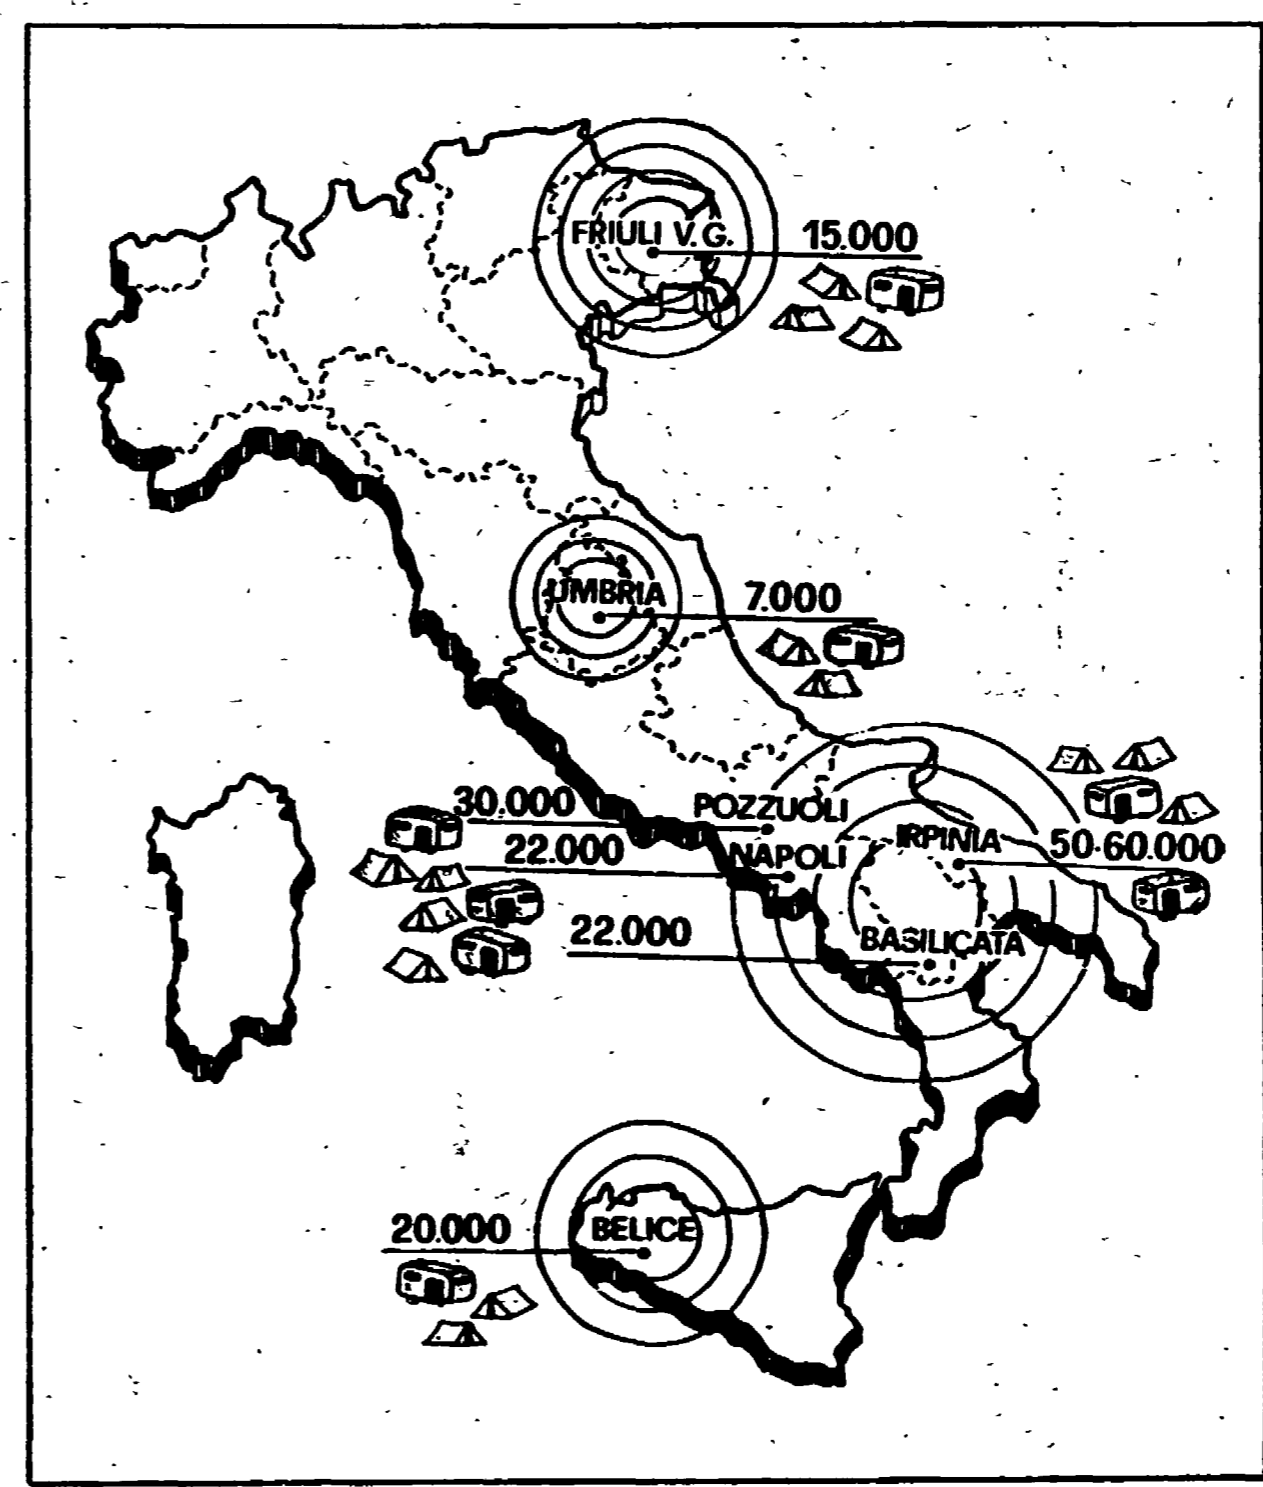 FRIULI V.G.
15.000
UMBRIA
7.000
30.000
POZZUOLI
22.000
NAPOLI
IRPINIA
50-60.000
22.000
BASILICATA
20.000
BELICE